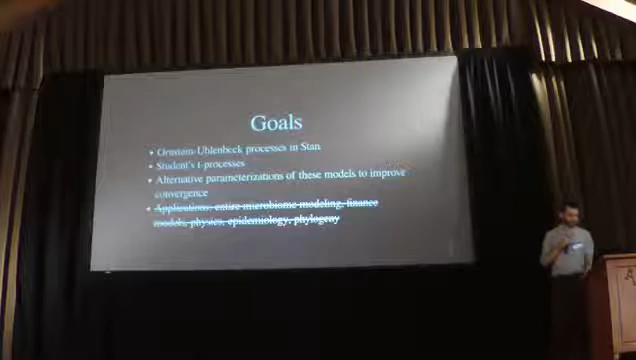 Goals
• Ornstein-Uhlenbeck processes in Stan
• Student's t-processes
• Alternative parameterizations of these models to improve
convergence
• Applications: entire microbiome modeling, finance
models, physics, epidemiology, phylogeny
A